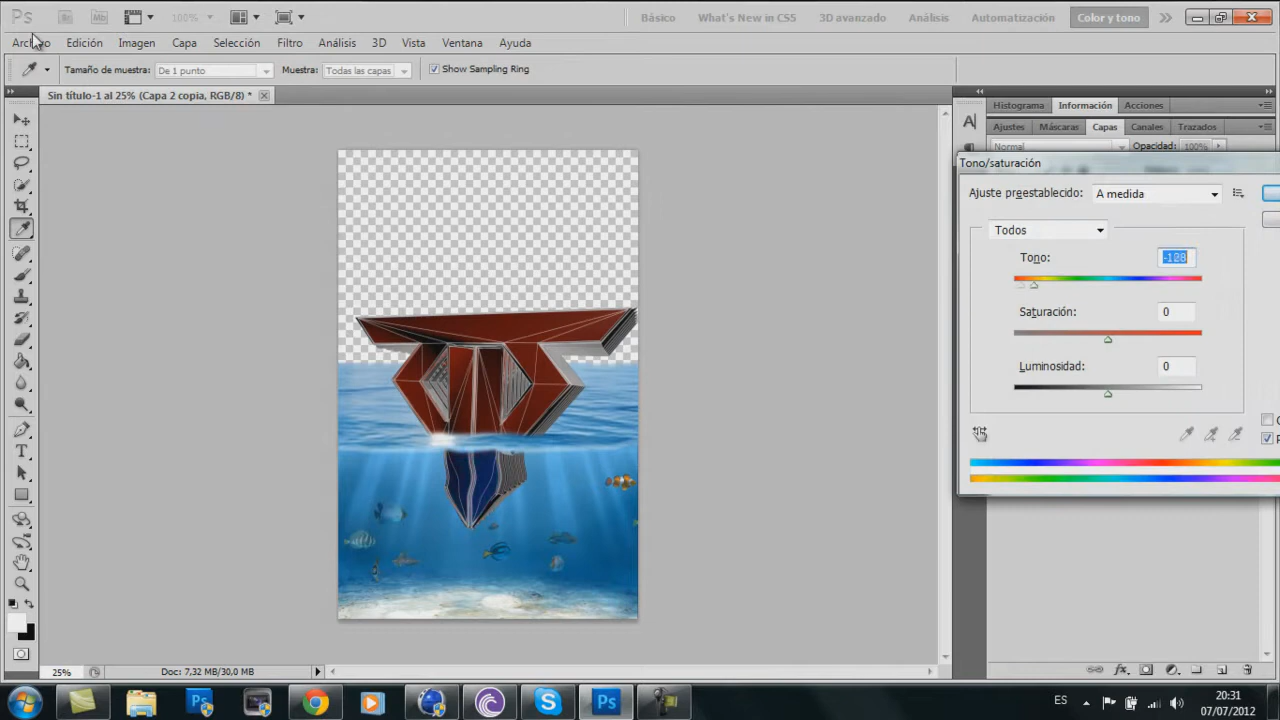 Ps Br Mb 100% Básico What's New in CS5 3D avanzado Análisis Automatización Color y tono
Archivo Edición Imagen Capa Selección Filtro Análisis 3D Vista Ventana Ayuda
Tamaño de muestra: De 1 punto Muestra: Todas las capas Show Sampling Ring
Sin título-1 al 25% (Capa 2 copia, RGB/8) *
Histograma Información Acciones
Ajustes Máscaras Capas Canales Trazados
Normal Opacidad: 100%
Tono/saturación
Ajuste preestablecido: A medida
Todos
Tono: -128
Saturación: 0
Luminosidad: 0
25% Doc: 7,32 MB/30,0 MB
ES
20:31
07/07/2012